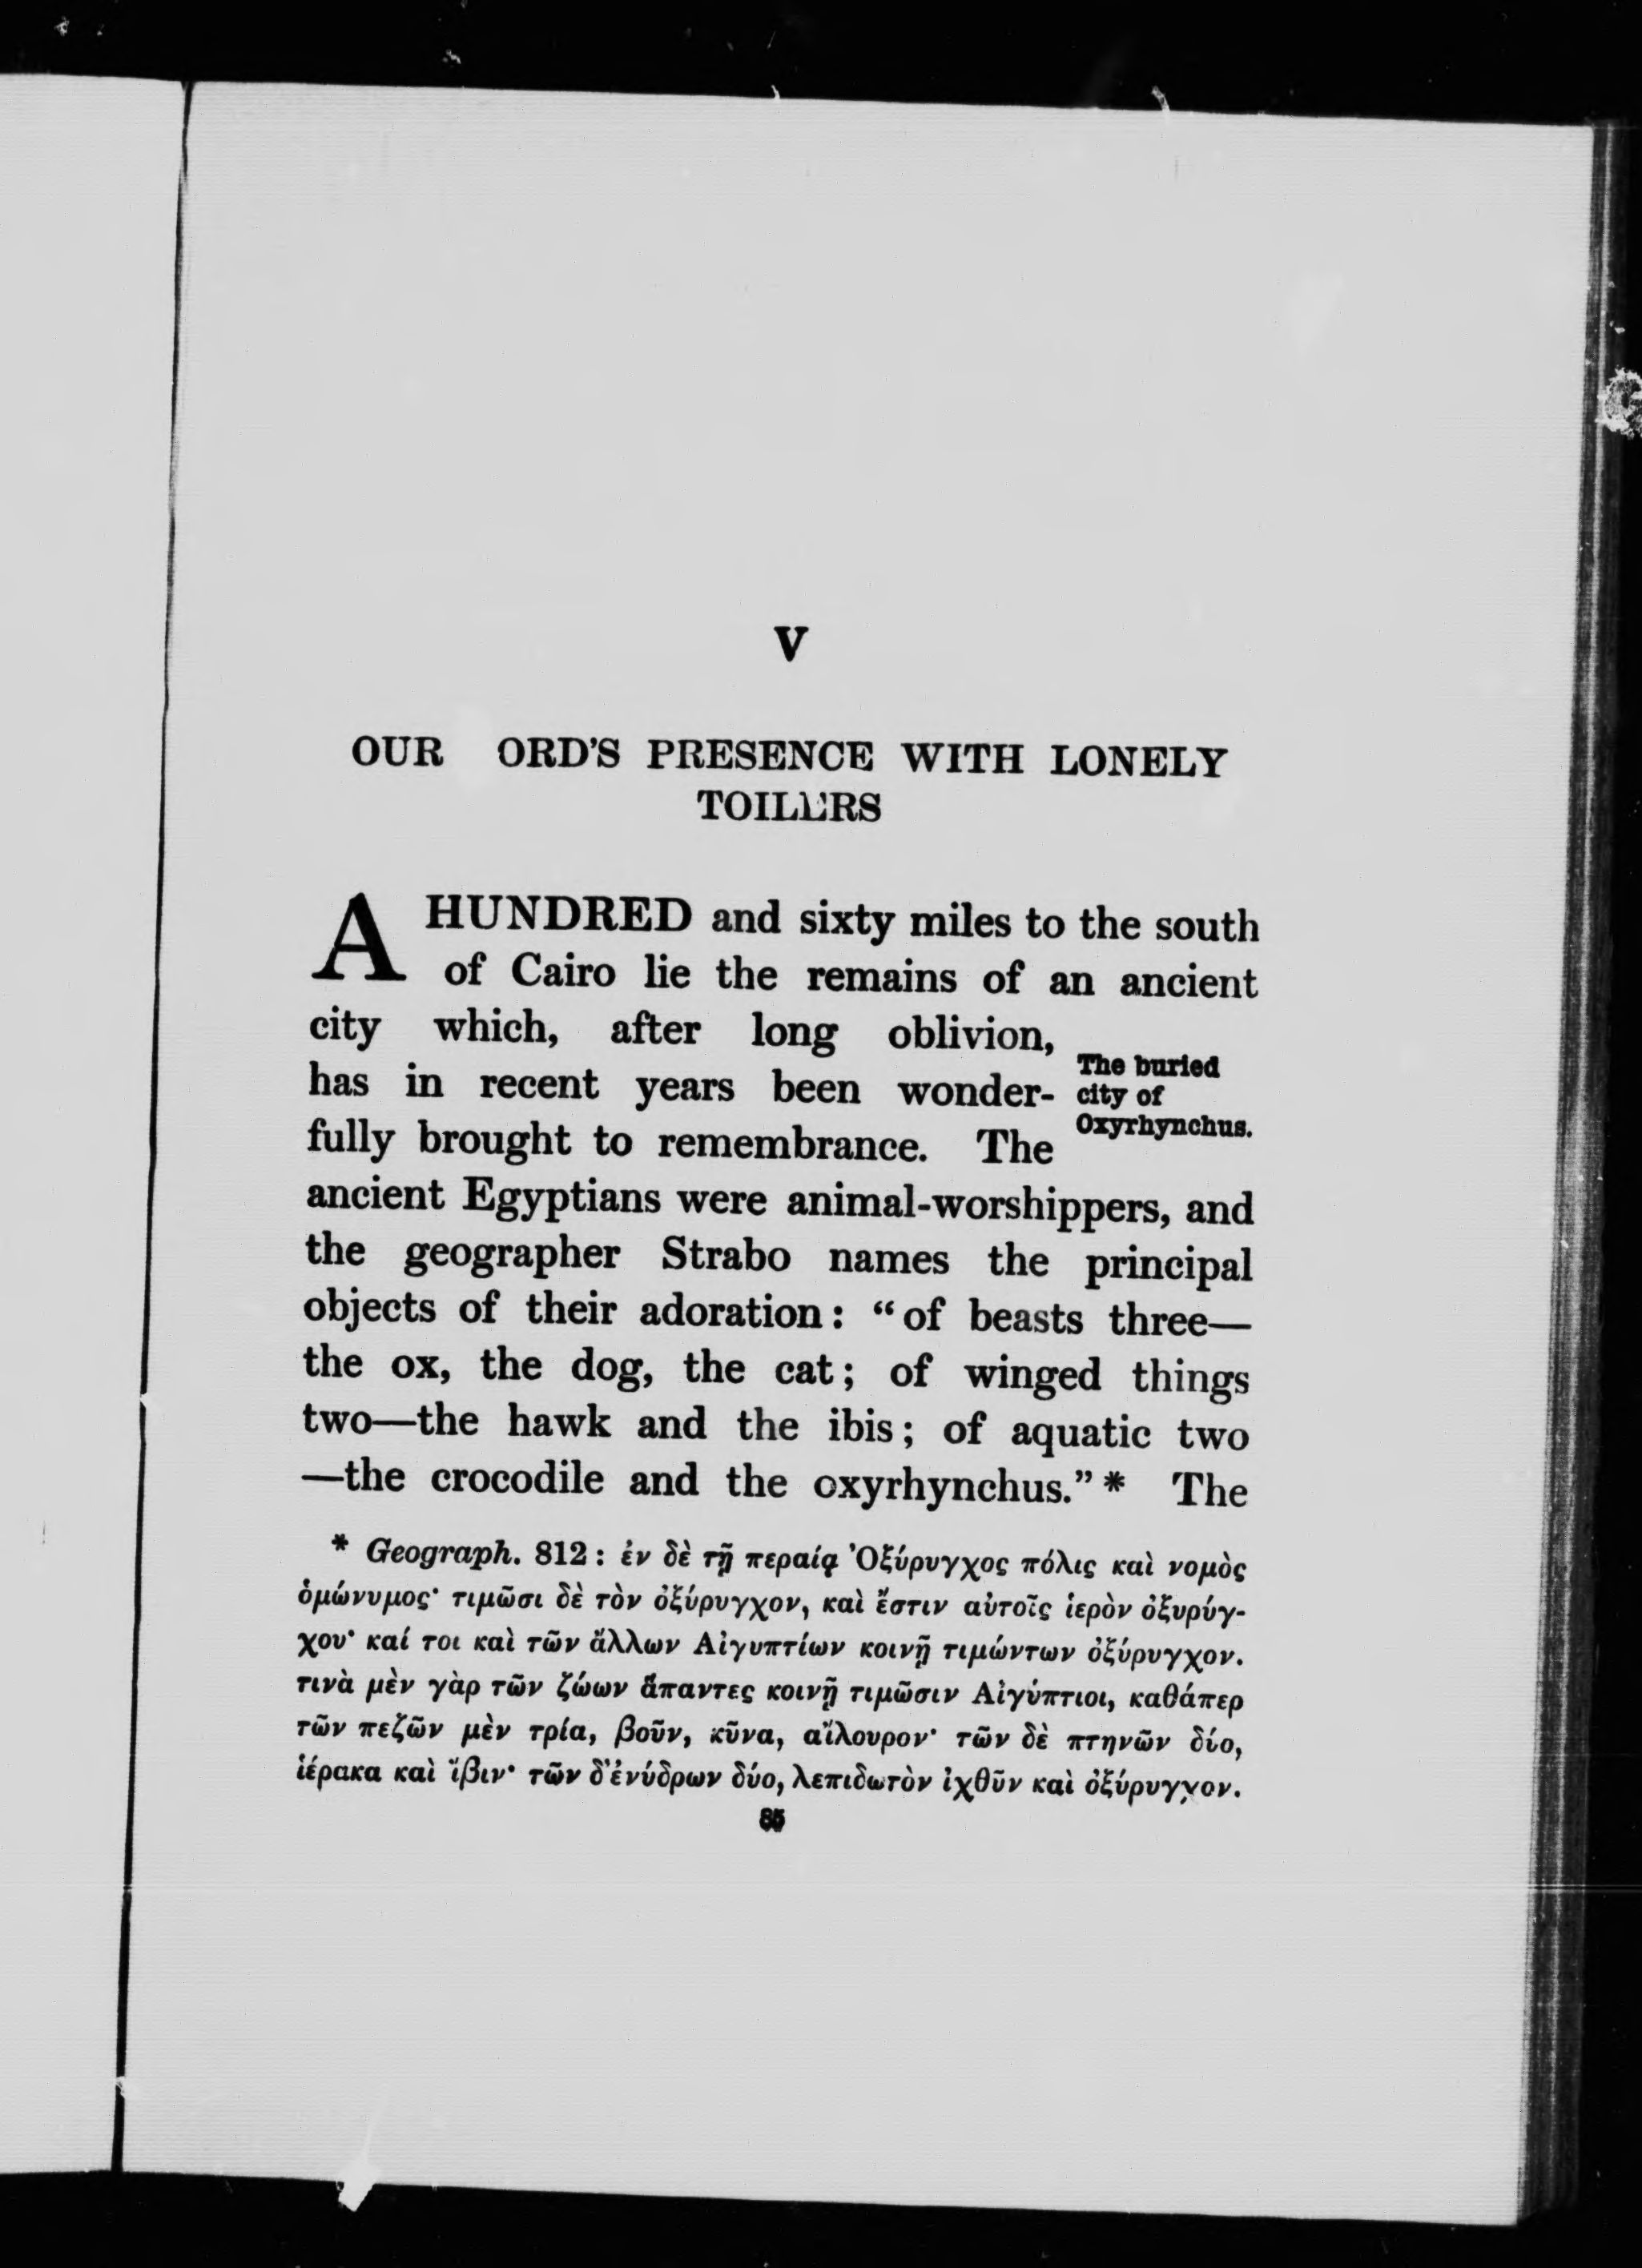 V
OUR ORD'S PRESENCE WITH LONELY
TOILERS
A HUNDRED and sixty miles to the south
of Cairo lie the remains of an ancient
city which, after long oblivion,
has in recent years been wonder-
fully brought to remembrance. The
The buried
city of
Oxyrhynchus.
ancient Egyptians were animal-worshippers, and
the geographer Strabo names the principal
objects of their adoration: “of beasts three—
the ox, the dog, the cat; of winged things
two—the hawk and the ibis; of aquatic two
—the crocodile and the oxyrhynchus.”* The
* Geograph. 812: ἐν δὲ τῇ περαίᾳ Ὀξύρυγχος πόλις καὶ νομὸς
ὁμώνυμος· τιμῶσι δὲ τὸν ὀξύρυγχον, καὶ ἔστιν αὐτοῖς ἱερὸν ὀξυρύγ-
χου· καί τοι καὶ τῶν ἄλλων Αἰγυπτίων κοινῇ τιμώντων ὀξύρυγχον.
τινὰ μὲν γὰρ τῶν ζώων ἅπαντες κοινῇ τιμῶσιν Αἰγύπτιοι, καθάπερ
τῶν πεζῶν μὲν τρία, βοῦν, κῦνα, αἴλουρον· τῶν δὲ πτηνῶν δύο,
ἱέρακα καὶ ἴβιν· τῶν δ’ἐνύδρων δύο, λεπιδωτὸν ἰχθῦν καὶ ὀξύρυγχον.
85